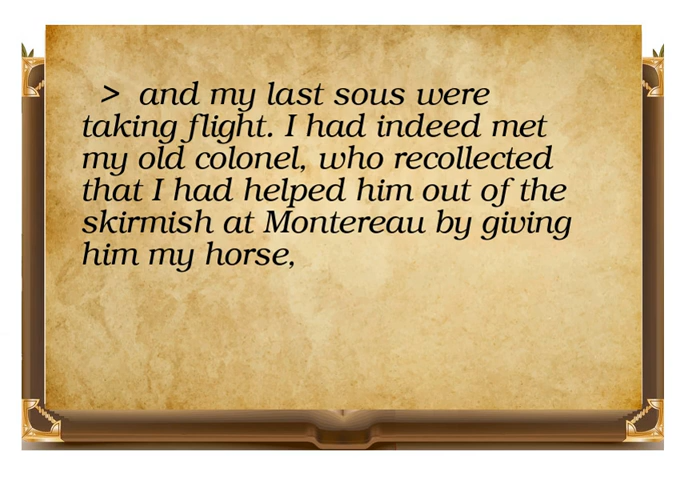 > and my last sous were
taking flight. I had indeed met
my old colonel, who recollected
that I had helped him out of the
skirmish at Montereau by giving
him my horse,